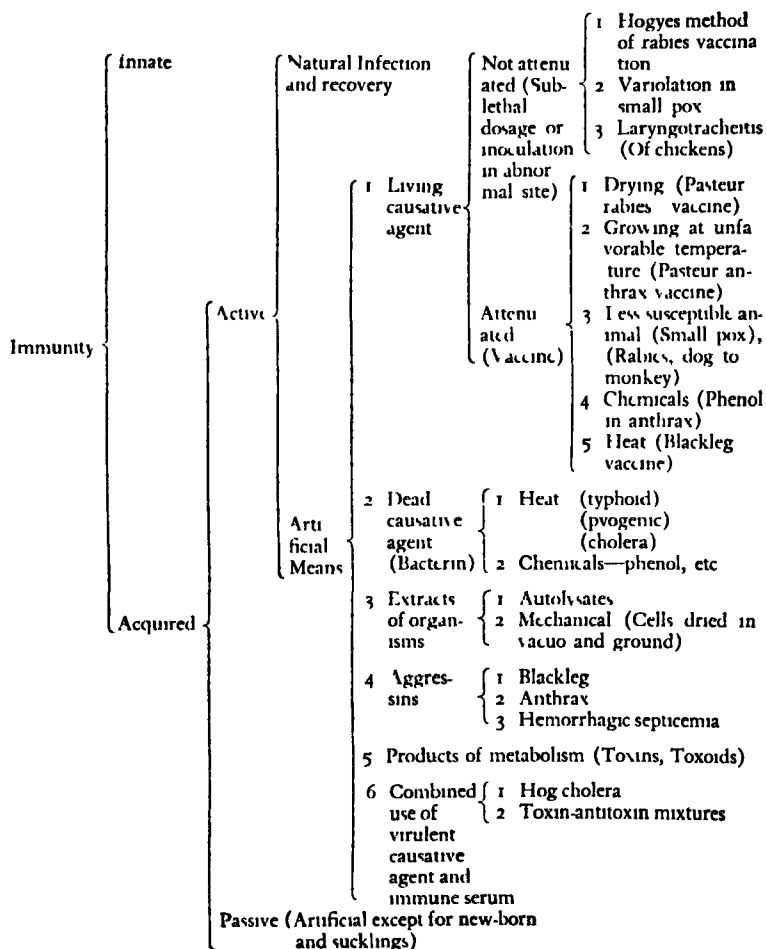 Immunity
Innate
Acquired
Active
Natural Infection
and recovery
Arti
ficial
Means
1 Living
causative
agent
Not attenu
ated (Sub-
lethal
dosage or
inoculation
in abnor
mal site)
1 Hogyes method
of rabies vaccina
tion
2 Variolation in
small pox
3 Laryngotracheitis
(Of chickens)
Attenu
ated
(Vaccine)
1 Drying (Pasteur
rabies vaccine)
2 Growing at unfa
vorable tempera-
ture (Pasteur an-
thrax vaccine)
3 Less susceptible an-
imal (Small pox),
(Rabies, dog to
monkey)
4 Chemicals (Phenol
in anthrax)
5 Heat (Blackleg
vaccine)
2 Dead
causative
agent
(Bacterin)
1 Heat (typhoid)
(pyogenic)
(cholera)
2 Chemicals—phenol, etc
3 Extracts
of organ-
isms
1 Autolysates
2 Mechanical (Cells dried in
vacuo and ground)
4 Aggres-
sins
1 Blackleg
2 Anthrax
3 Hemorrhagic septicemia
5 Products of metabolism (Toxins, Toxoids)
6 Combined
use of
virulent
causative
agent and
immune serum
1 Hog cholera
2 Toxin-antitoxin mixtures
Passive (Artificial except for new-born
and sucklings)